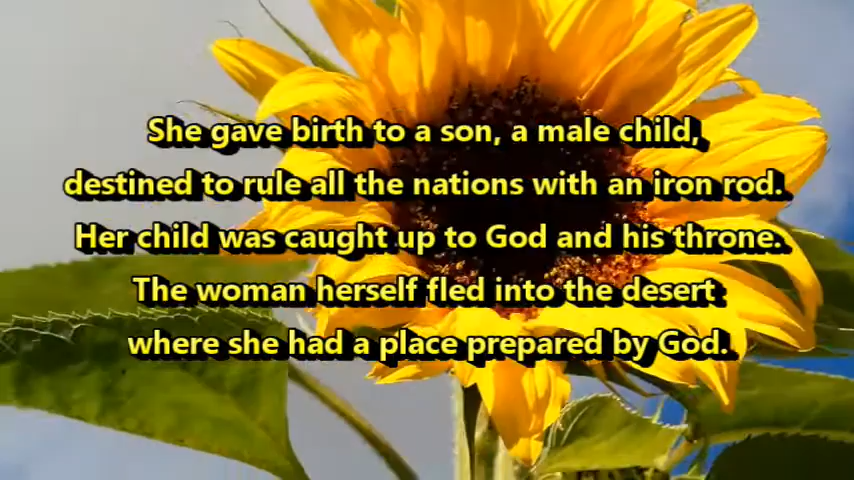 She gave birth to a son, a male child,
destined to rule all the nations with an iron rod.
Her child was caught up to God and his throne.
The woman herself fled into the desert
where she had a place prepared by God.